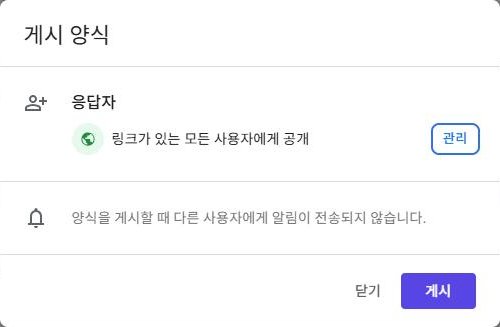 게시 양식
응답자
링크가 있는 모든 사용자에게 공개
관리
양식을 게시할 때 다른 사용자에게 알림이 전송되지 않습니다.
닫기
게시